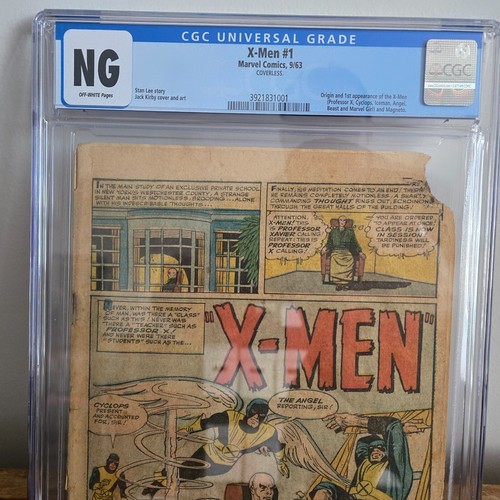 CGC UNIVERSAL GRADE
NG
OFF-WHITE Pages
X-Men #1
Marvel Comics, 9/63
COVERLESS.
Stan Lee story
Jack Kirby cover and art
3921831001
Origin and 1st appearance of the X-Men
(Professor X, Cyclops, Iceman, Angel,
Beast and Marvel Girl) and Magneto.
CGC
IN THE MAIN STUDY OF AN EXCLUSIVE PRIVATE SCHOOL
IN NEW YORK'S WESTCHESTER COUNTY, A STRANGE
SILENT MAN SITS MOTIONLESS, BROODING... ALONE
WITH HIS INDESCRIBABLE THOUGHTS...
FINALLY, HIS MEDITATION COMES TO AN END! THEN,
REMAINS COMPLETELY MOTIONLESS, A SHARP
COMMANDING THOUGHT RINGS OUT, ECHOING
THROUGH THE GREAT HALLS OF THE BUILDING!
ATTENTION,
X-MEN! THIS
IS PROFESSOR
XAVIER CALLING!
REPEAT: THIS IS
PROFESSOR
X CALLING!
YOU ARE ORDERED
TO APPEAR AT ONCE!
CLASS IS NOW
IN SESSION!
TARDINESS WILL
BE PUNISHED!
NEVER, WITHIN THE MEMORY
OF MAN, WAS THERE A "CLASS"
SUCH AS THIS! NEVER WAS
THERE A "TEACHER" SUCH AS
PROFESSOR X!
AND NEVER WERE THERE
"STUDENTS" SUCH AS THE...
"X-MEN
CYCLOPS
PRESENT
AND ACCOUNTED
FOR, SIR!
THE ANGEL
REPORTING, SIR!